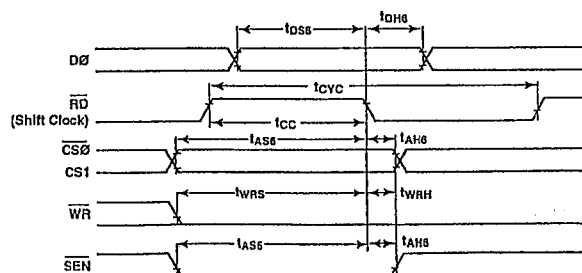 tDS6 tDH6
DØ
tCYC
RD
(Shift Clock)
tCC
tAS6 tAH6
CSØ
CS1
tWRS tWRH
WR
tAS6 tAH6
SEN